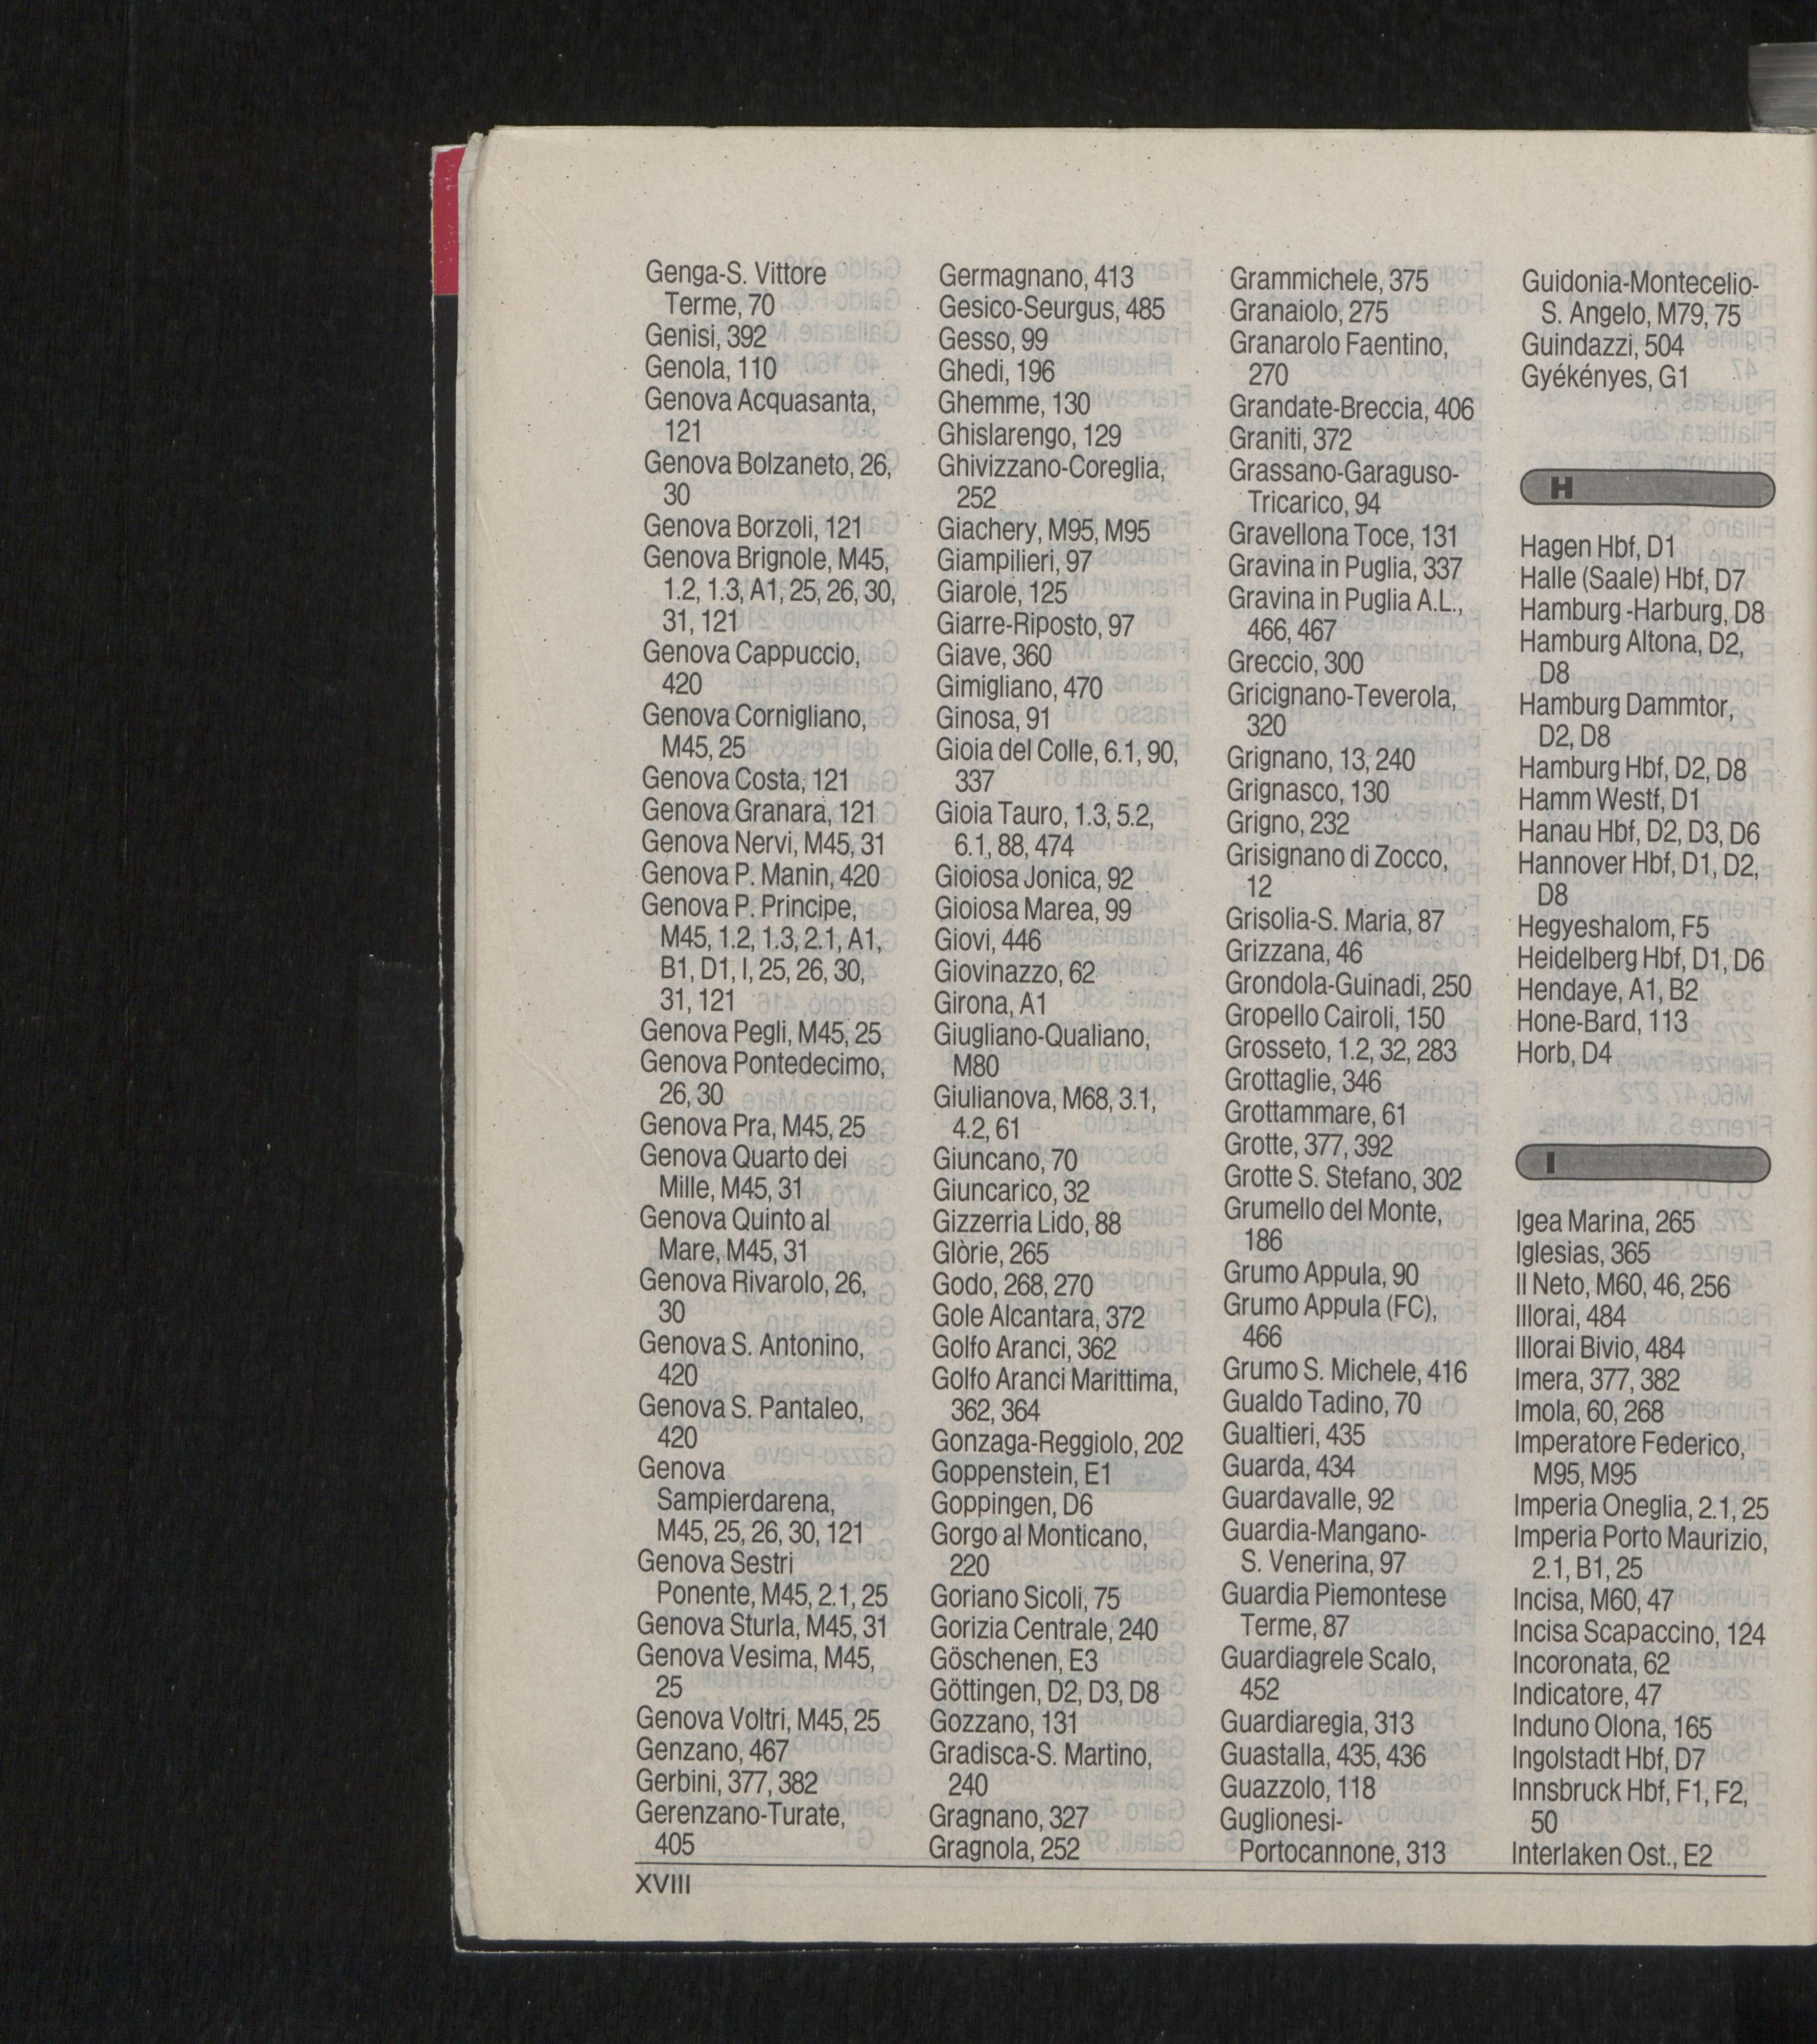 Genga-S. Vittore
Terme, 70
Genisi, 392
Genola, 110
Genova Acquasanta,
121
Genova Bolzaneto, 26,
30
Genova Borzoli, 121
Genova Brignole, M45,
1.2, 1.3, A1, 25, 26, 30,
31, 121
Genova Cappuccio,
420
Genova Cornigliano,
M45, 25
Genova Costa, 121
Genova Granara, 121
Genova Nervi, M45, 31
Genova P. Manin, 420
Genova P. Principe,
M45, 1.2, 1.3, 2.1, A1,
B1, D1, I, 25, 26, 30,
31, 121
Genova Pegli, M45, 25
Genova Pontedecimo,
26, 30
Genova Pra, M45, 25
Genova Quarto dei
Mille, M45, 31
Genova Quinto al
Mare, M45, 31
Genova Rivarolo, 26,
30
Genova S. Antonino,
420
Genova S. Pantaleo,
420
Genova
Sampierdarena,
M45, 25, 26, 30, 121
Genova Sestri
Ponente, M45, 2.1, 25
Genova Sturla, M45, 31
Genova Vesima, M45,
25
Genova Voltri, M45, 25
Genzano, 467
Gerbini, 377, 382
Gerenzano-Turate,
405
Germagnano, 413
Gesico-Seurgus, 485
Gesso, 99
Ghedi, 196
Ghemme, 130
Ghislarengo, 129
Ghivizzano-Coreglia,
252
Giachery, M95, M95
Giampilieri, 97
Giarole, 125
Giarre-Riposto, 97
Giave, 360
Gimigliano, 470
Ginosa, 91
Gioia del Colle, 6.1, 90,
337
Gioia Tauro, 1.3, 5.2,
6.1, 88, 474
Gioiosa Jonica, 92
Gioiosa Marea, 99
Giovi, 446
Giovinazzo, 62
Girona, A1
Giugliano-Qualiano,
M80
Giulianova, M68, 3.1,
4.2, 61
Giuncano, 70
Giuncarico, 32
Gizzerria Lido, 88
Glòrie, 265
Godo, 268, 270
Gole Alcantara, 372
Golfo Aranci, 362
Golfo Aranci Marittima,
362, 364
Gonzaga-Reggiolo, 202
Goppenstein, E1
Goppingen, D6
Gorgo al Monticano,
220
Goriano Sicoli, 75
Gorizia Centrale, 240
Göschenen, E3
Göttingen, D2, D3, D8
Gozzano, 131
Gradisca-S. Martino,
240
Gragnano, 327
Gragnola, 252
Grammichele, 375
Granaiolo, 275
Granarolo Faentino,
270
Grandate-Breccia, 406
Graniti, 372
Grassano-Garaguso-
Tricarico, 94
Gravellona Toce, 131
Gravina in Puglia, 337
Gravina in Puglia A.L.,
466, 467
Greccio, 300
Gricignano-Teverola,
320
Grignano, 13, 240
Grignasco, 130
Grigno, 232
Grisignano di Zocco,
12
Grisolia-S. Maria, 87
Grizzana, 46
Grondola-Guinadi, 250
Gropello Cairoli, 150
Grosseto, 1.2, 32, 283
Grottaglie, 346
Grottammare, 61
Grotte, 377, 392
Grotte S. Stefano, 302
Grumello del Monte,
186
Grumo Appula, 90
Grumo Appula (FC),
466
Grumo S. Michele, 416
Gualdo Tadino, 70
Gualtieri, 435
Guarda, 434
Guardavalle, 92
Guardia-Mangano-
S. Venerina, 97
Guardia Piemontese
Terme, 87
Guardiagrele Scalo,
452
Guardiaregia, 313
Guastalla, 435, 436
Guazzolo, 118
Guglionesi-
Portocannone, 313
Guidonia-Montecelio-
S. Angelo, M79, 75
Guindazzi, 504
Gyékényes, G1
H
Hagen Hbf, D1
Halle (Saale) Hbf, D7
Hamburg -Harburg, D8
Hamburg Altona, D2,
D8
Hamburg Dammtor,
D2, D8
Hamburg Hbf, D2, D8
Hamm Westf, D1
Hanau Hbf, D2, D3, D6
Hannover Hbf, D1, D2,
D8
Hegyeshalom, F5
Heidelberg Hbf, D1, D6
Hendaye, A1, B2
Hone-Bard, 113
Horb, D4
I
Igea Marina, 265
Iglesias, 365
Il Neto, M60, 46, 256
Illorai, 484
Illorai Bivio, 484
Imera, 377, 382
Imola, 60, 268
Imperatore Federico,
M95, M95
Imperia Oneglia, 2.1, 25
Imperia Porto Maurizio,
2.1, B1, 25
Incisa, M60, 47
Incisa Scapaccino, 124
Incoronata, 62
Indicatore, 47
Induno Olona, 165
Ingolstadt Hbf, D7
Innsbruck Hbf, F1, F2,
50
Interlaken Ost., E2
XVIII